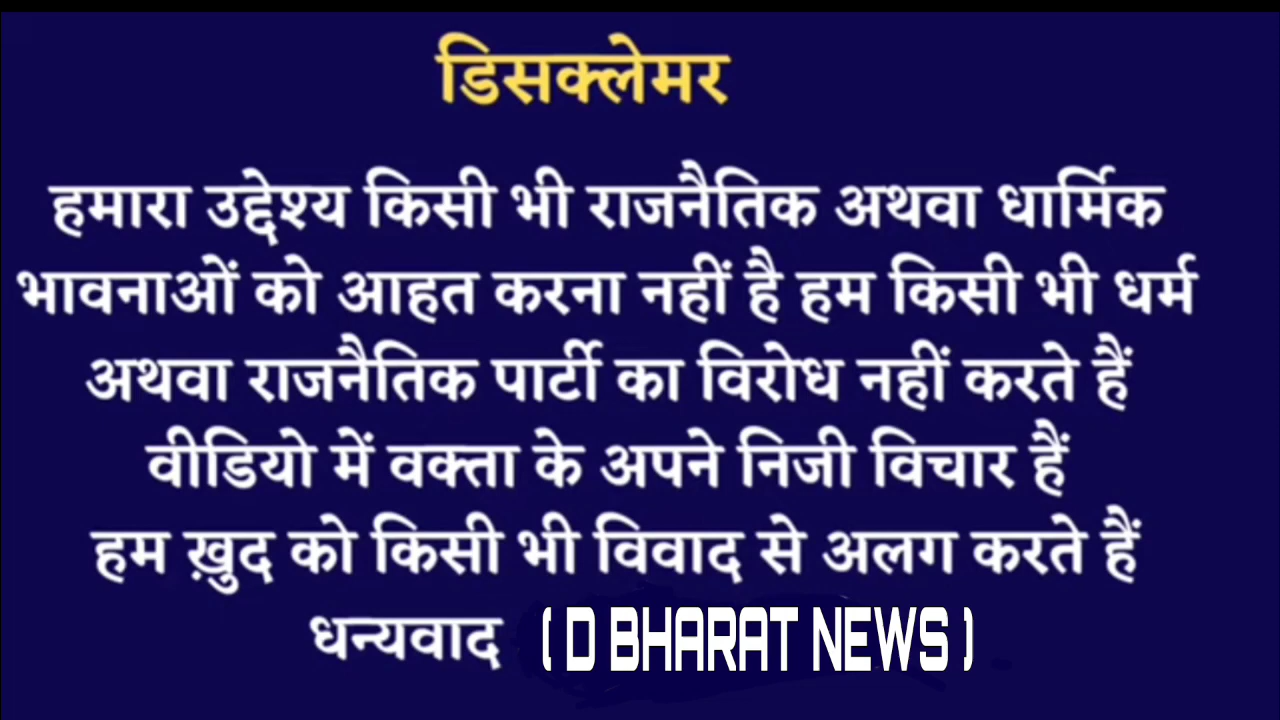 डिसक्लेमर
हमारा उद्देश्य किसी भी राजनैतिक अथवा धार्मिक
भावनाओं को आहत करना नहीं है हम किसी भी धर्म
अथवा राजनैतिक पार्टी का विरोध नहीं करते हैं
वीडियो में वक्ता के अपने निजी विचार हैं
हम ख़ुद को किसी भी विवाद से अलग करते हैं
धन्यवाद ( D BHARAT NEWS )